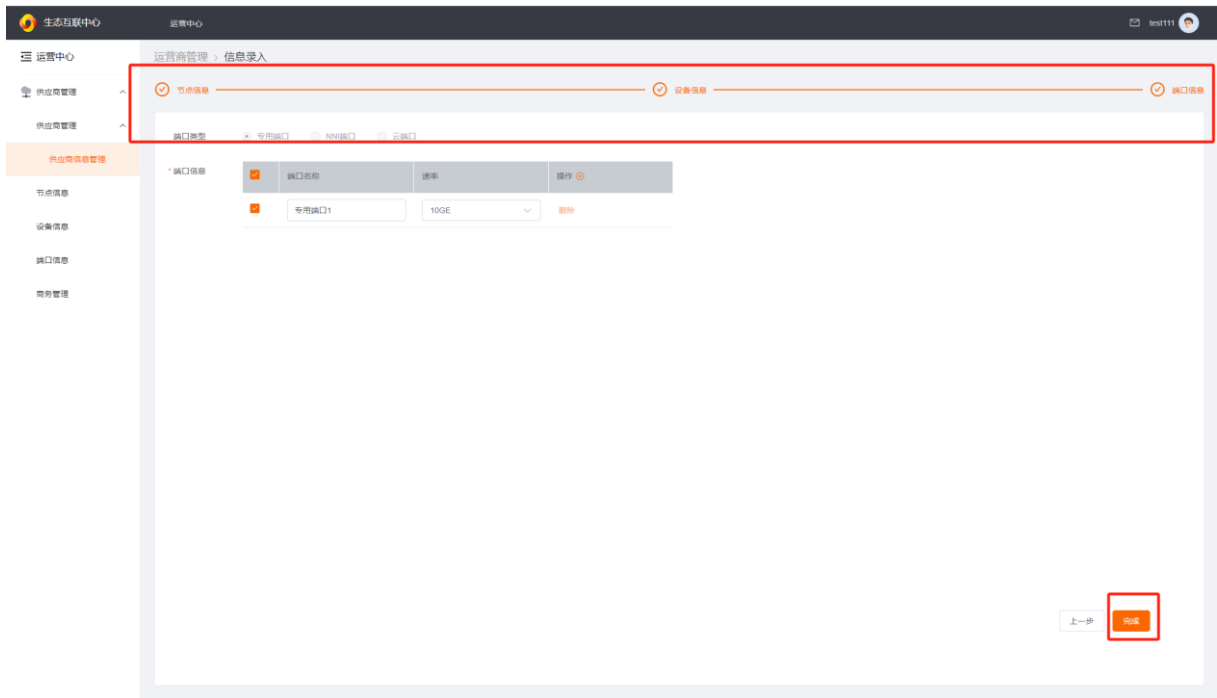 生态互联中心
运营中心
test111
运营中心
运营商管理 > 信息录入
供应商管理
供应商管理
供应商信息管理
节点信息
设备信息
端口信息
商务管理
节点信息
设备信息
端口信息
端口类型
专用端口
NNI端口
云端口
* 端口信息
端口名称
速率
操作
专用端口1
10GE
删除
上一步
完成